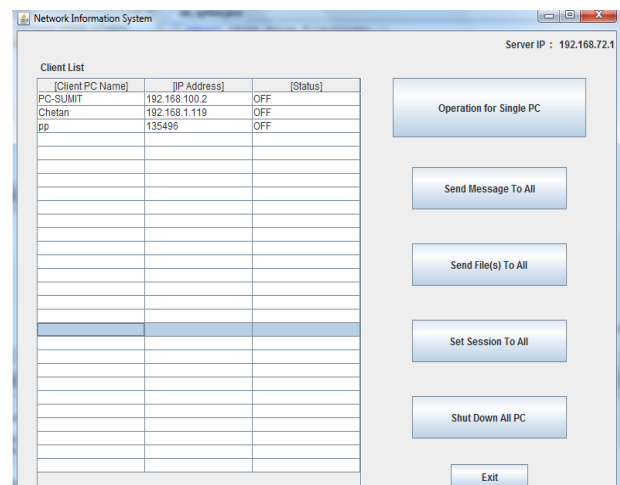 Network Information System
Server IP : 192.168.72.1
Client List
[Client PC Name] [IP Address] [Status]
PC-SUMIT 192.168.100.2 OFF
Chetan 192.168.1.119 OFF
pp 135496 OFF
Operation for Single PC
Send Message To All
Send File(s) To All
Set Session To All
Shut Down All PC
Exit